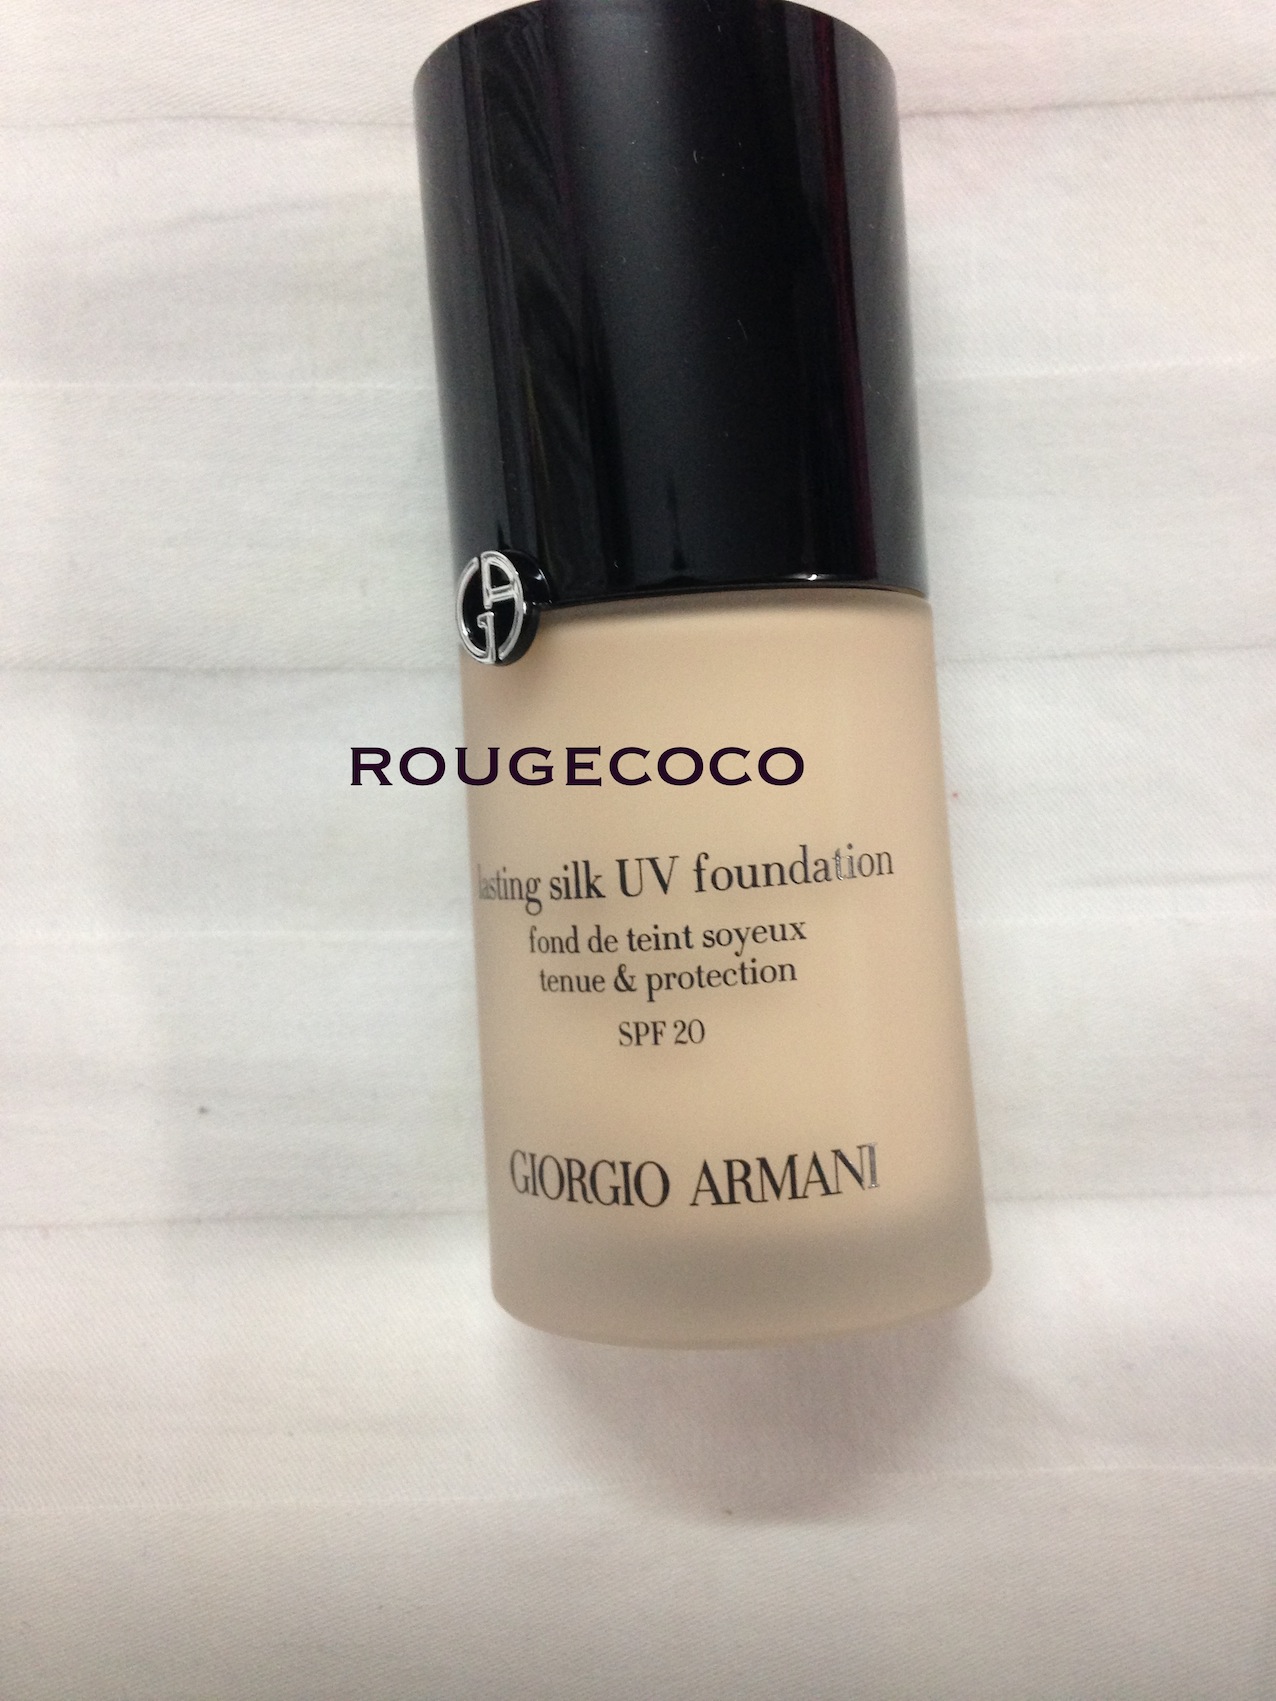 ROUGECOCO
lasting silk UV foundation
fond de teint soyeux
tenue & protection
SPF 20
GIORGIO ARMANI